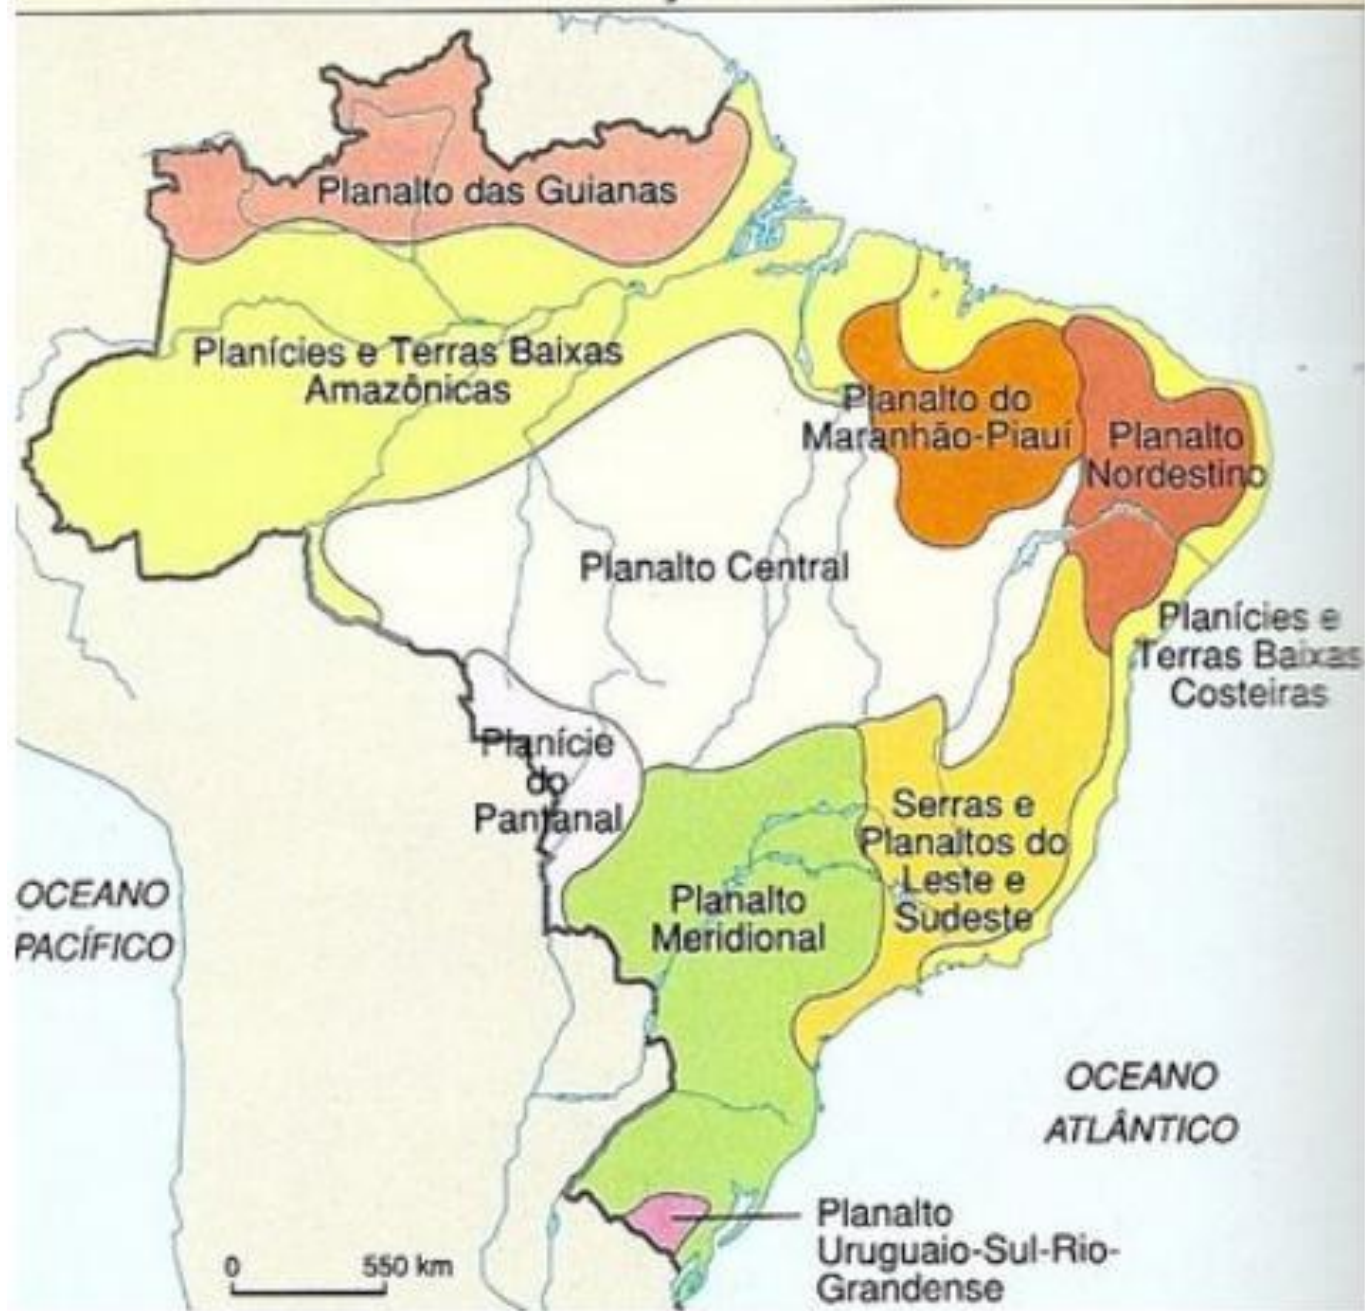 Planalto das Guianas
Planícies e Terras Baixas
Amazônicas
Planalto do
Maranhão-Piauí
Planalto
Nordestino
Planalto Central
Planícies e
Terras Baixas
Costeiras
Planície
do
Pantanal
Serras e
Planaltos do
Leste e
Sudeste
Planalto
Meridional
OCEANO
PACÍFICO
OCEANO
ATLÂNTICO
Planalto
Uruguaio-Sul-Rio-
Grandense
0 550 km